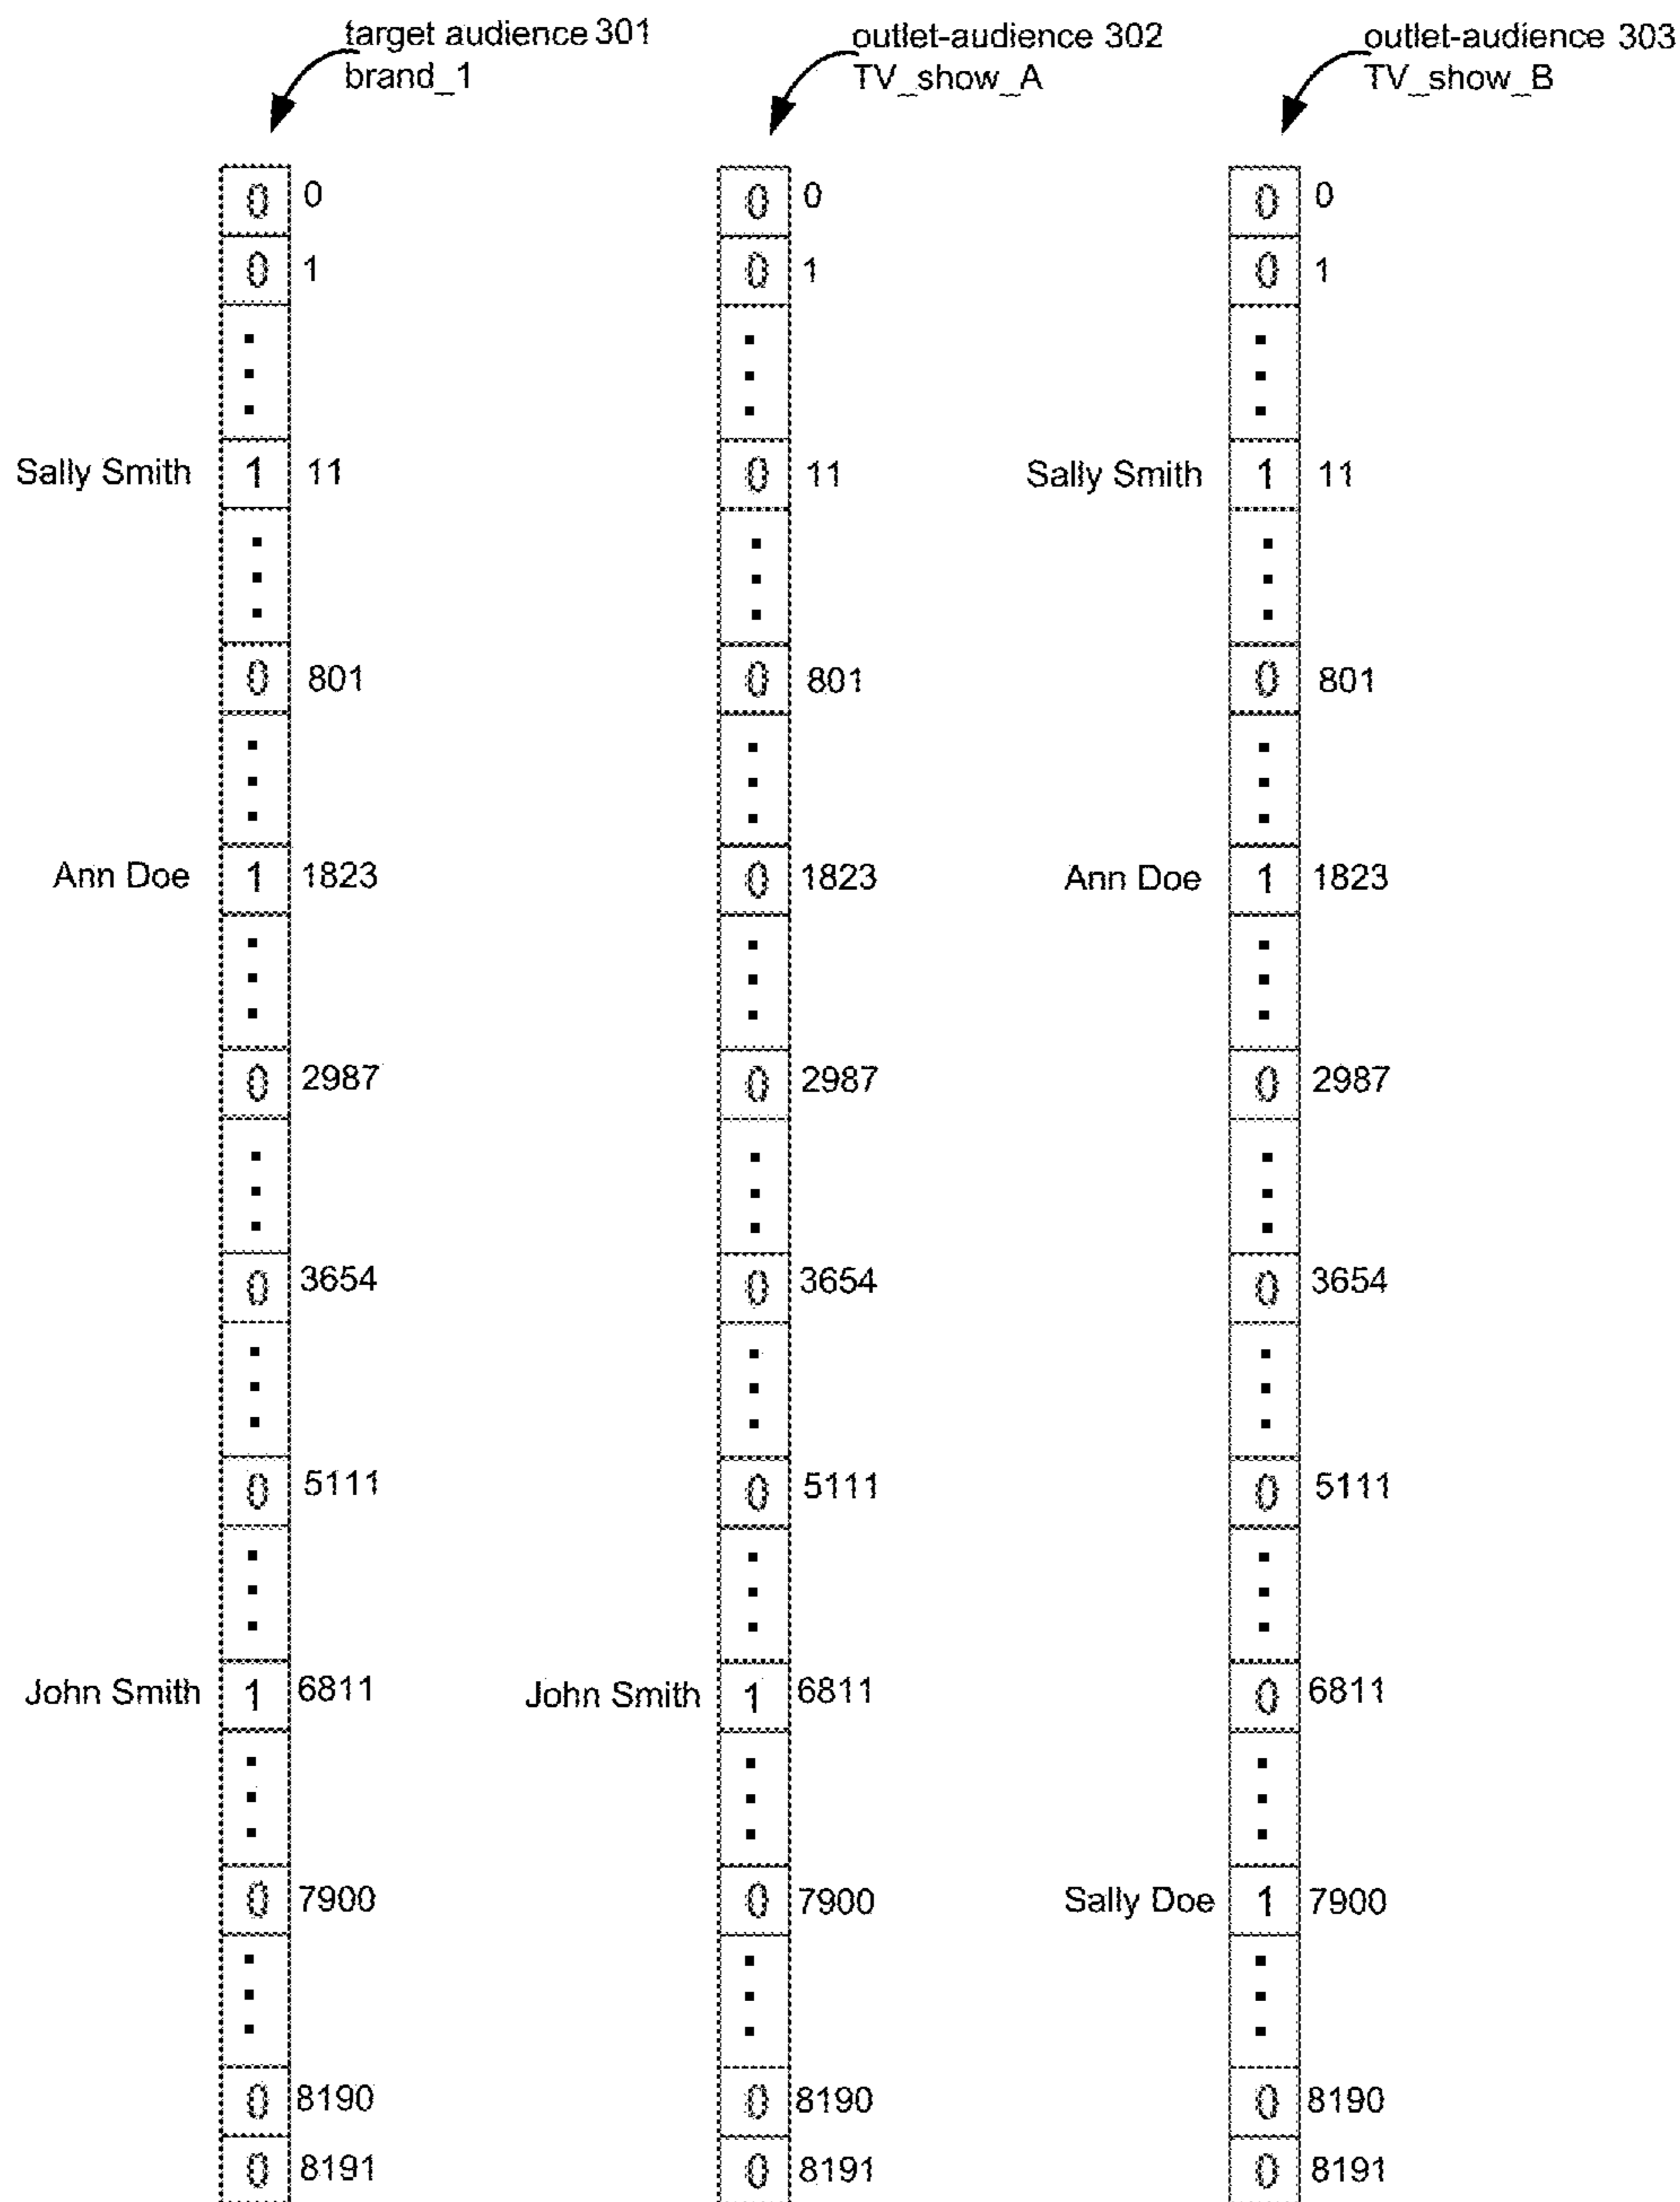 target audience 301
brand_1
outlet-audience 302
TV_show_A
outlet-audience 303
TV_show_B
0 0 0 0 0 0
0 1 0 1 0 1
Sally Smith 1 11 0 11 Sally Smith 1 11
0 801 0 801 0 801
Ann Doe 1 1823 0 1823 Ann Doe 1 1823
0 2987 0 2987 0 2987
0 3654 0 3654 0 3654
0 5111 0 5111 0 5111
John Smith 1 6811 John Smith 1 6811 0 6811
0 7900 0 7900 Sally Doe 1 7900
0 8190 0 8190 0 8190
0 8191 0 8191 0 8191